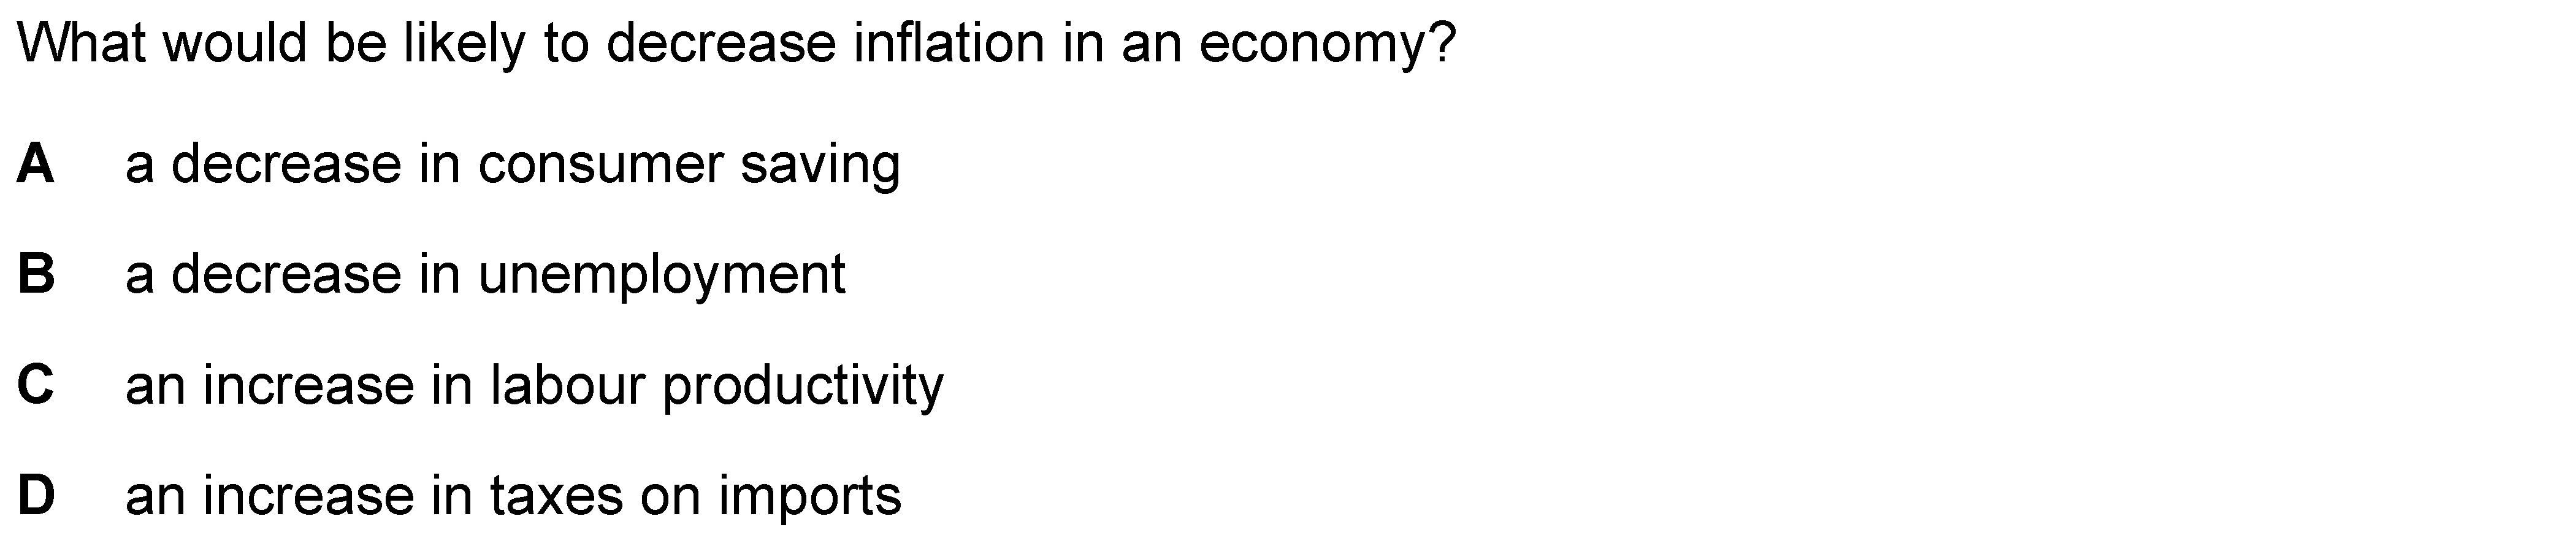 What would be likely to decrease inflation in an economy?
A a decrease in consumer saving
B a decrease in unemployment
C an increase in labour productivity
D an increase in taxes on imports